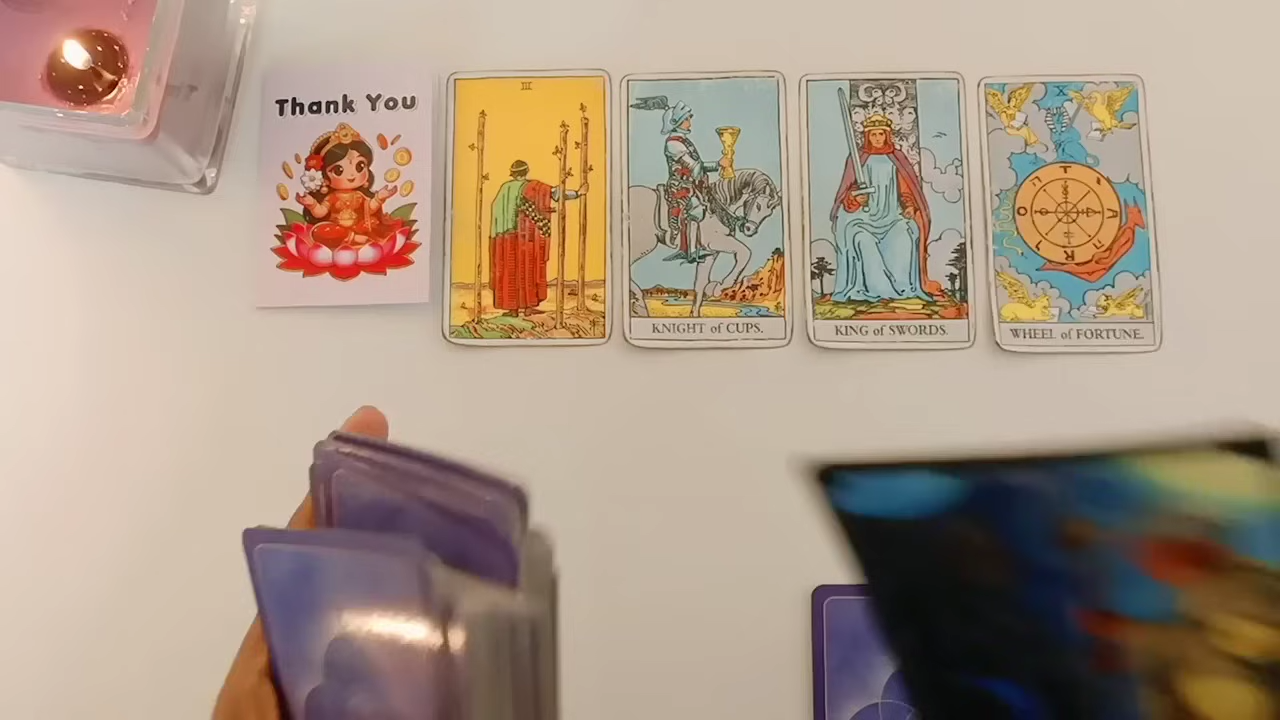 Thank You
III
KNIGHT of CUPS.
KING of SWORDS.
X
WHEEL of FORTUNE.